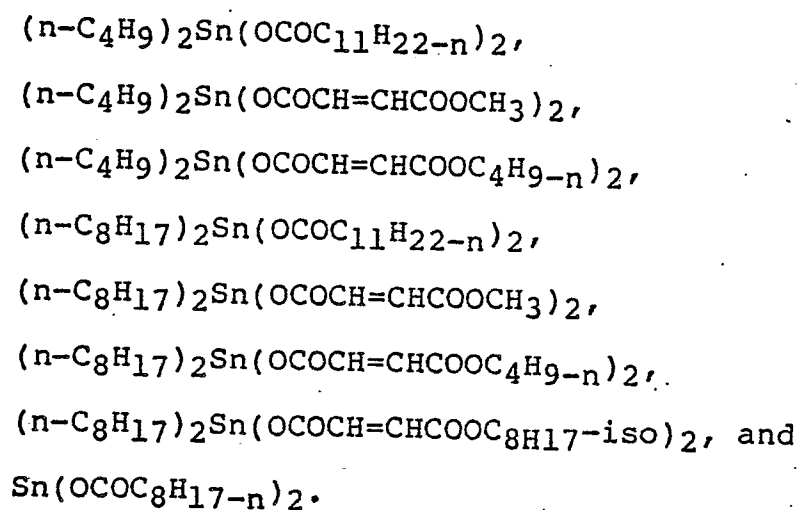 (n-C4H9)2Sn(OCOC11H22-n)2,
(n-C4H9)2Sn(OCOCH=CHCOOCH3)2,
(n-C4H9)2Sn(OCOCH=CHCOOC4H9-n)2,
(n-C8H17)2Sn(OCOC11H22-n)2,
(n-C8H17)2Sn(OCOCH=CHCOOCH3)2,
(n-C8H17)2Sn(OCOCH=CHCOOC4H9-n)2,
(n-C8H17)2Sn(OCOCH=CHCOOC8H17-iso)2, and
Sn(OCOC8H17-n)2.